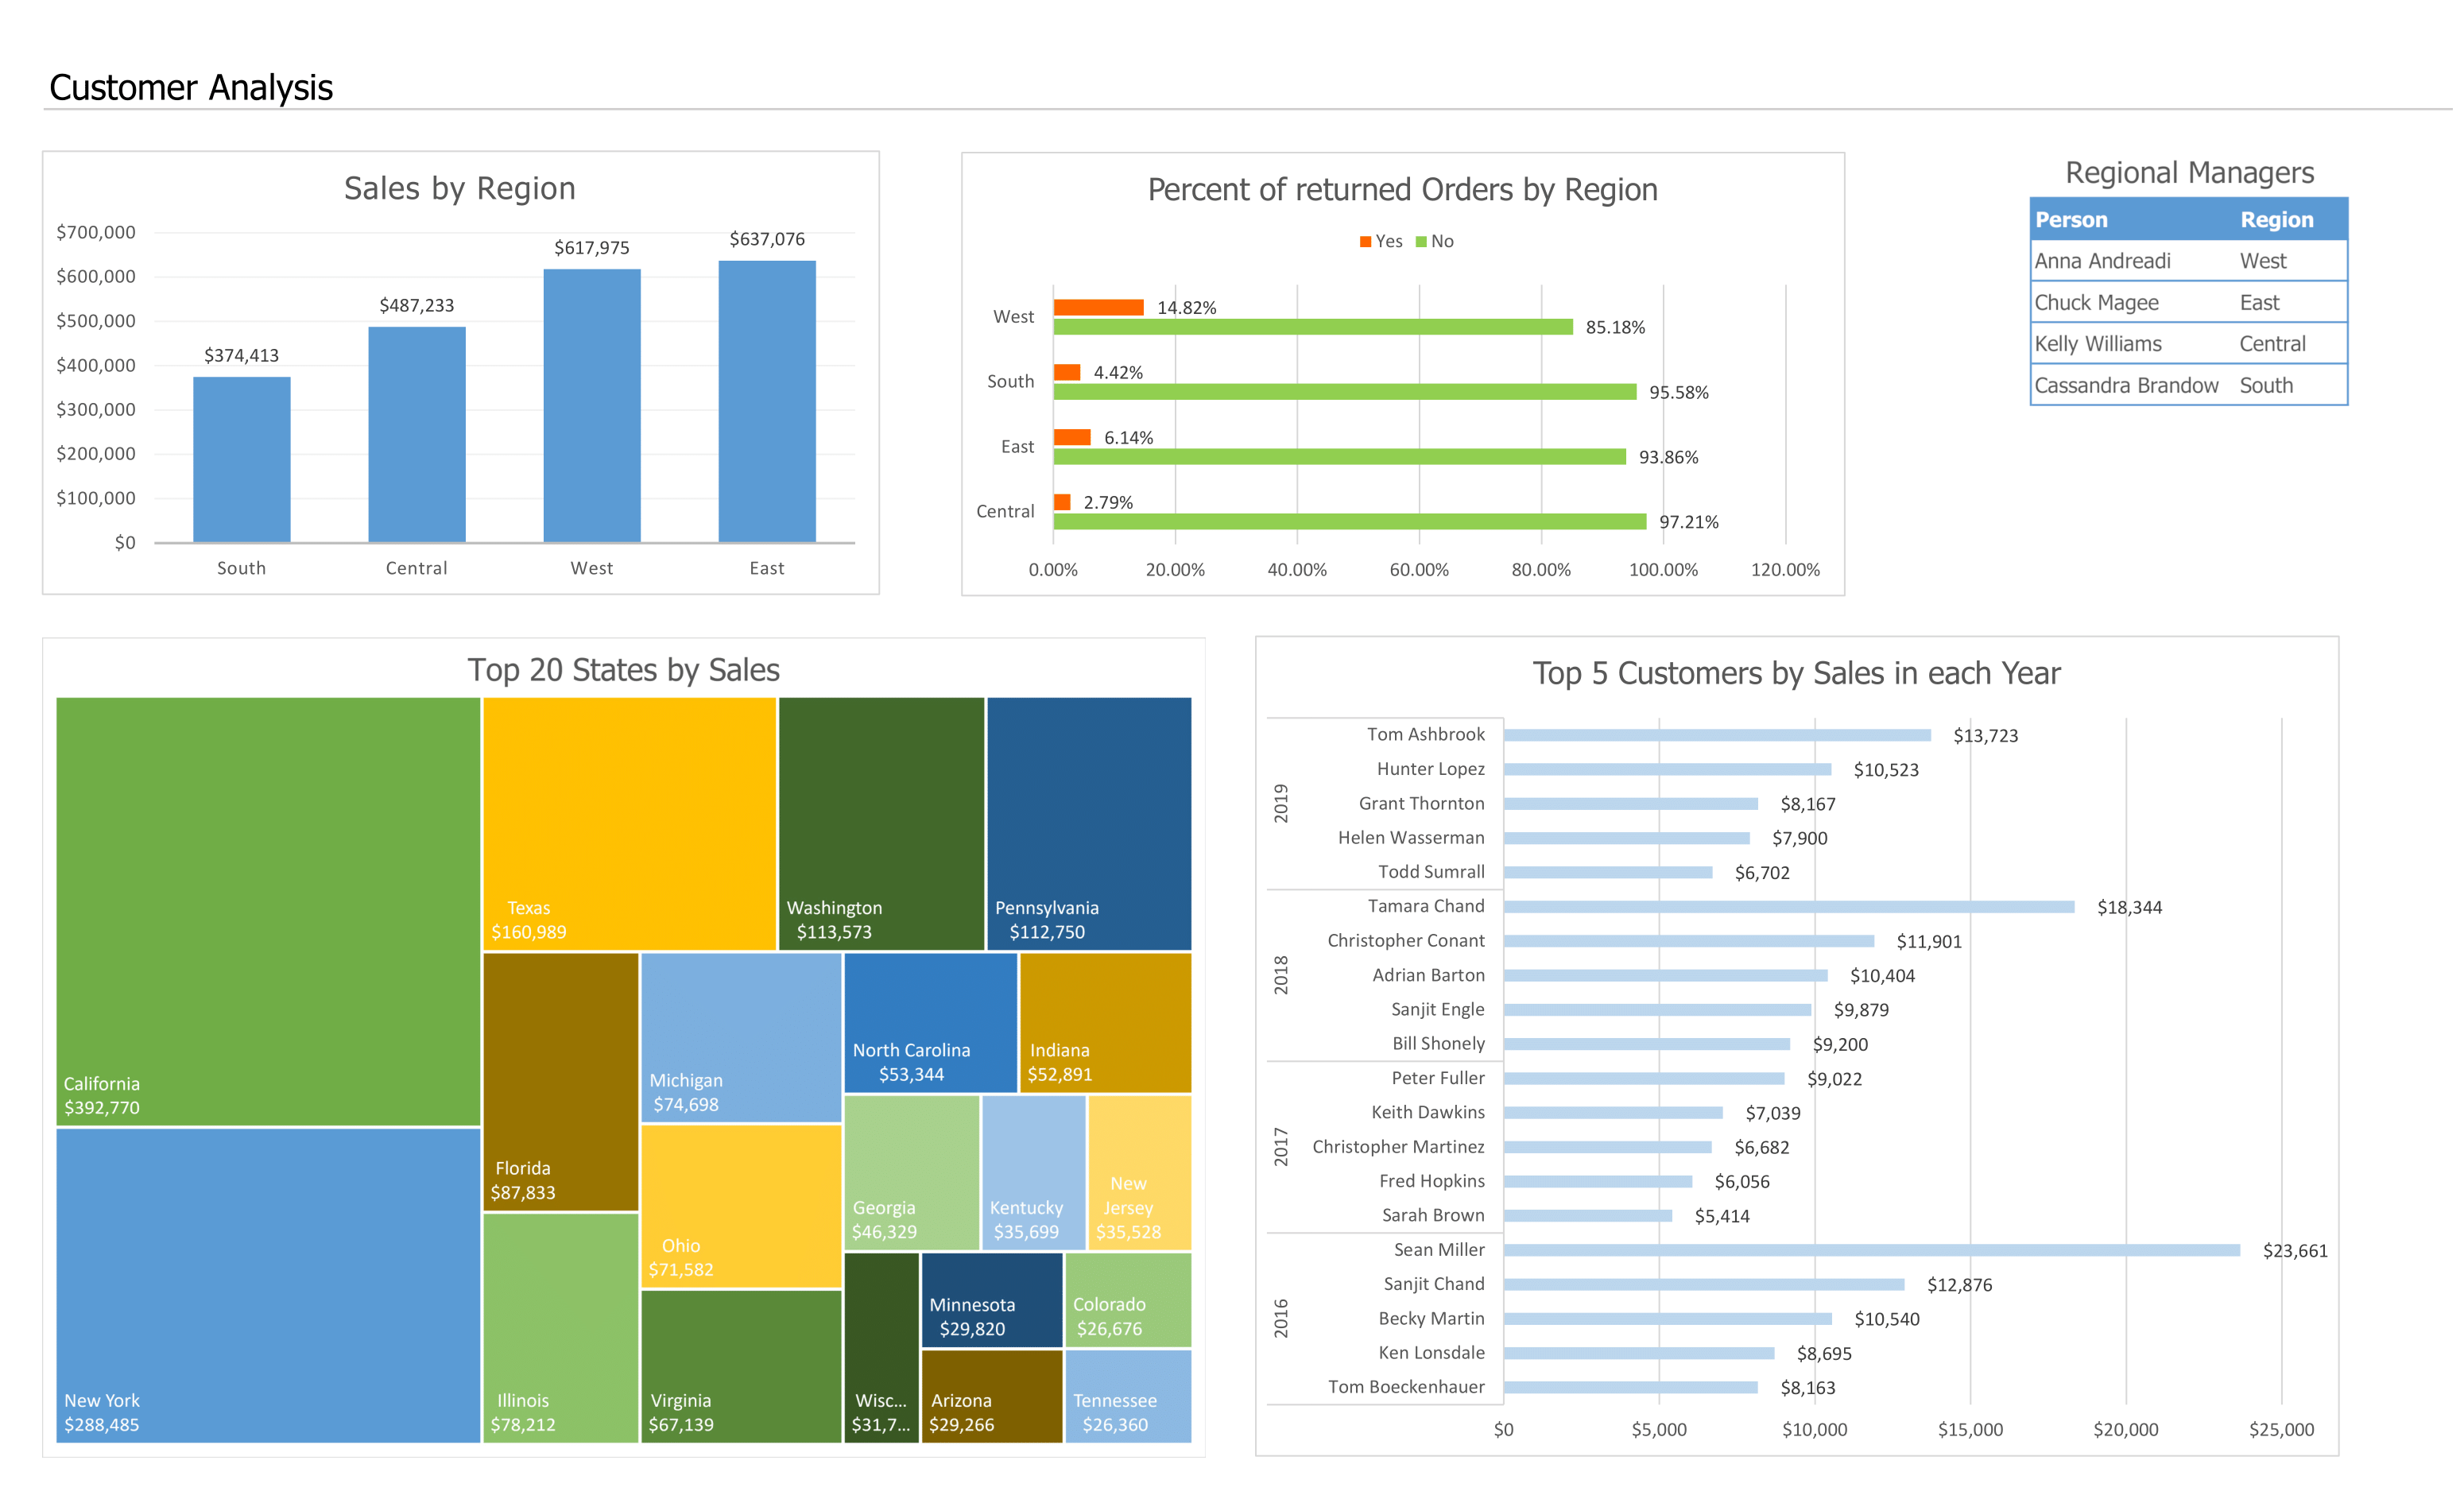 Customer Analysis
Sales by Region
$700,000
$600,000
$500,000
$400,000
$300,000
$200,000
$100,000
$0
$374,413
$487,233
$617,975
$637,076
South
Central
West
East
Percent of returned Orders by Region
Yes No
West
14.82%
85.18%
South
4.42%
95.58%
East
6.14%
93.86%
Central
2.79%
97.21%
0.00% 20.00% 40.00% 60.00% 80.00% 100.00% 120.00%
Regional Managers
Person Region
Anna Andreadi West
Chuck Magee East
Kelly Williams Central
Cassandra Brandow South
Top 20 States by Sales
California
$392,770
New York
$288,485
Texas
$160,989
Washington
$113,573
Pennsylvania
$112,750
Florida
$87,833
Illinois
$78,212
Michigan
$74,698
Ohio
$71,582
Virginia
$67,139
North Carolina
$53,344
Indiana
$52,891
Georgia
$46,329
Kentucky
$35,699
New
Jersey
$35,528
Wisc...
$31,7...
Minnesota
$29,820
Arizona
$29,266
Colorado
$26,676
Tennessee
$26,360
Top 5 Customers by Sales in each Year
2019
Tom Ashbrook $13,723
Hunter Lopez $10,523
Grant Thornton $8,167
Helen Wasserman $7,900
Todd Sumrall $6,702
2018
Tamara Chand $18,344
Christopher Conant $11,901
Adrian Barton $10,404
Sanjit Engle $9,879
Bill Shonely $9,200
2017
Peter Fuller $9,022
Keith Dawkins $7,039
Christopher Martinez $6,682
Fred Hopkins $6,056
Sarah Brown $5,414
2016
Sean Miller $23,661
Sanjit Chand $12,876
Becky Martin $10,540
Ken Lonsdale $8,695
Tom Boeckenhauer $8,163
$0 $5,000 $10,000 $15,000 $20,000 $25,000